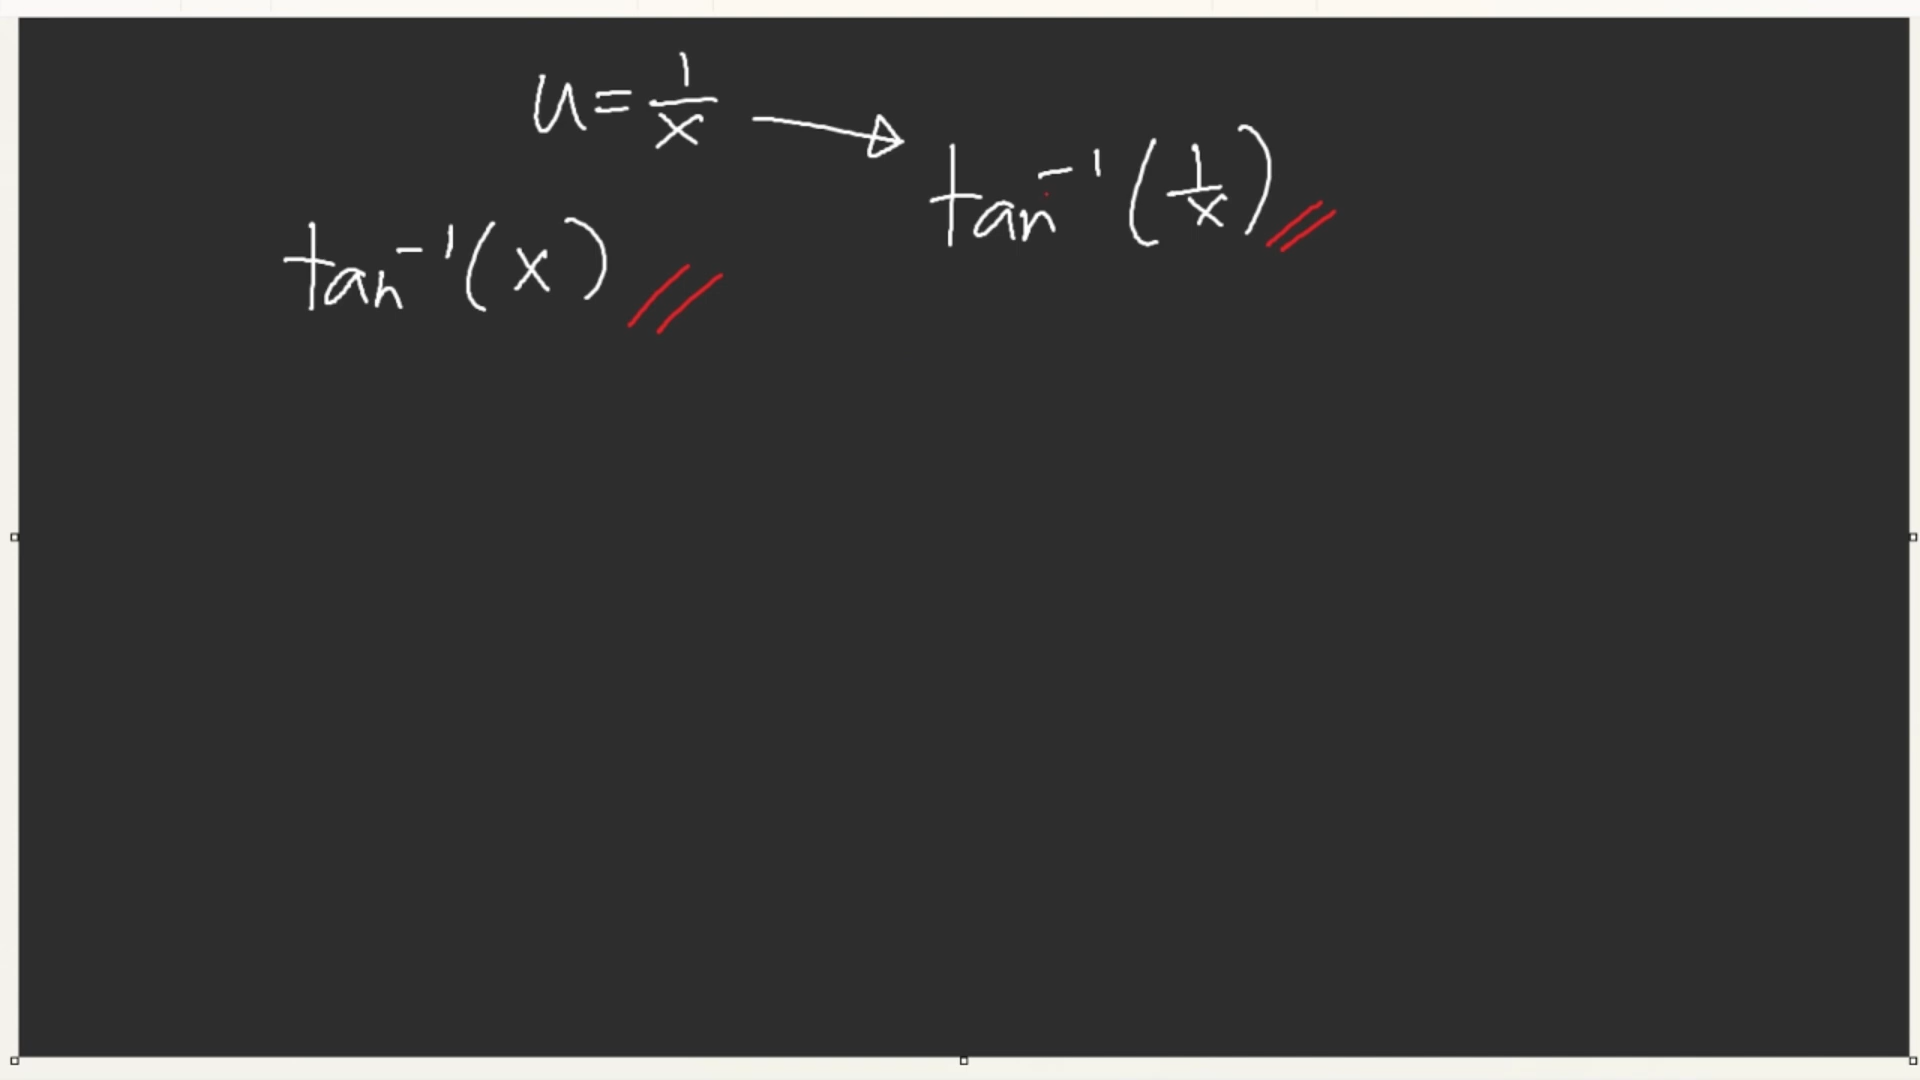 u = 1/x → tan⁻¹(1/x)
tan⁻¹(x)